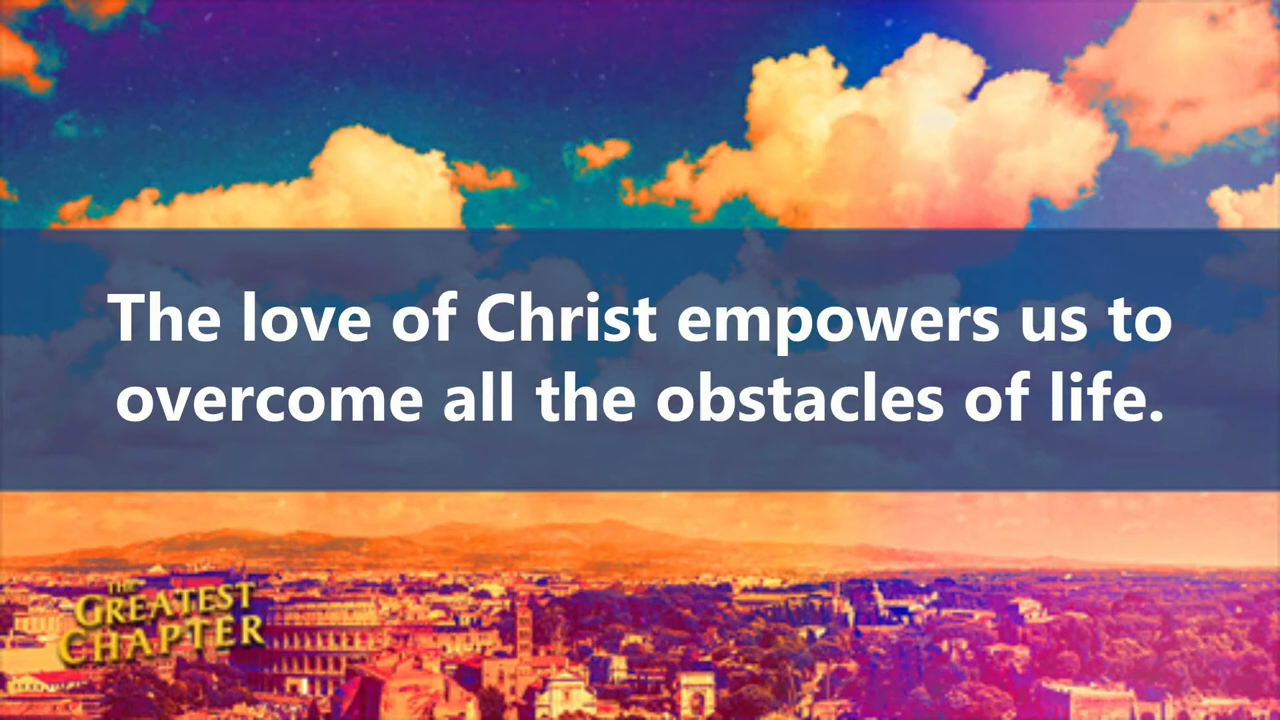 The love of Christ empowers us to
overcome all the obstacles of life.
THE
GREATEST
CHAPTER